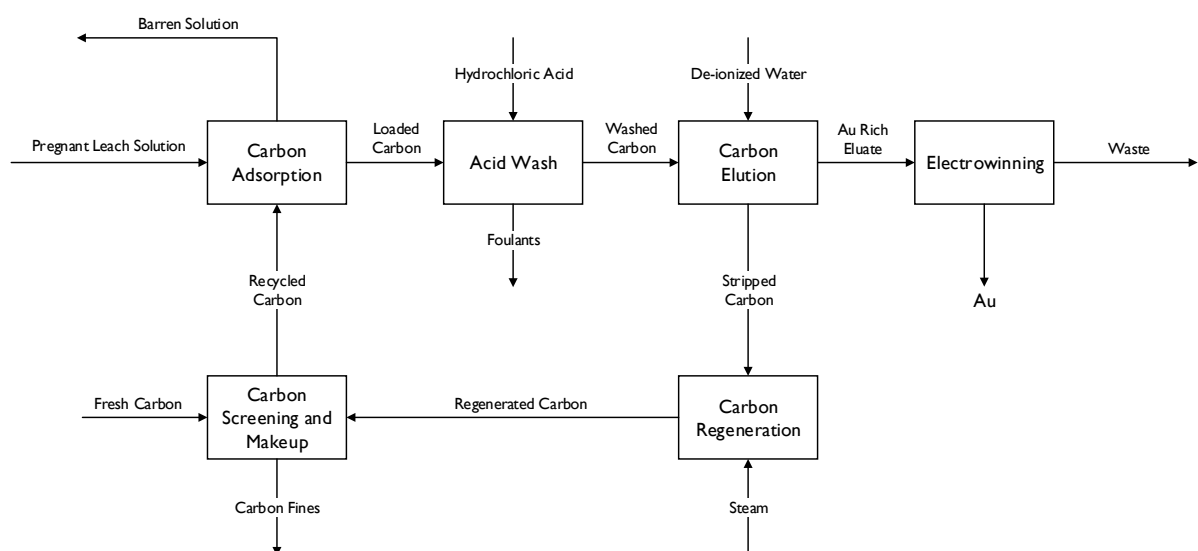 Barren Solution
Hydrochloric Acid
De-ionized Water
Pregnant Leach Solution
Carbon
Adsorption
Loaded
Carbon
Acid Wash
Washed
Carbon
Carbon
Elution
Au Rich
Eluate
Electrowinning
Waste
Foulants
Recycled
Carbon
Stripped
Carbon
Au
Fresh Carbon
Carbon
Screening and
Makeup
Regenerated Carbon
Carbon
Regeneration
Carbon Fines
Steam